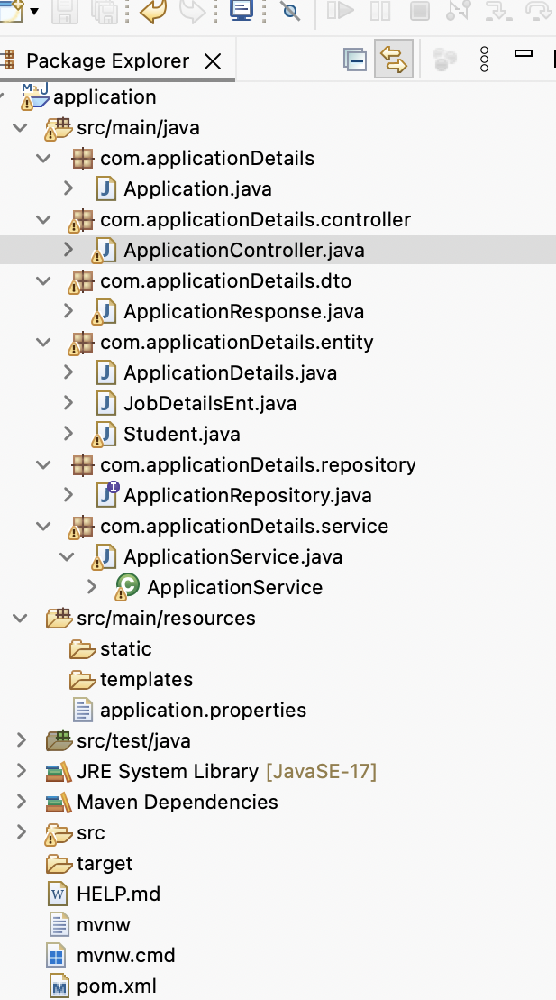 Package Explorer
application
src/main/java
com.applicationDetails
Application.java
com.applicationDetails.controller
ApplicationController.java
com.applicationDetails.dto
ApplicationResponse.java
com.applicationDetails.entity
ApplicationDetails.java
JobDetailsEnt.java
Student.java
com.applicationDetails.repository
ApplicationRepository.java
com.applicationDetails.service
ApplicationService.java
ApplicationService
src/main/resources
static
templates
application.properties
src/test/java
JRE System Library [JavaSE-17]
Maven Dependencies
src
target
HELP.md
mvnw
mvnw.cmd
pom.xml